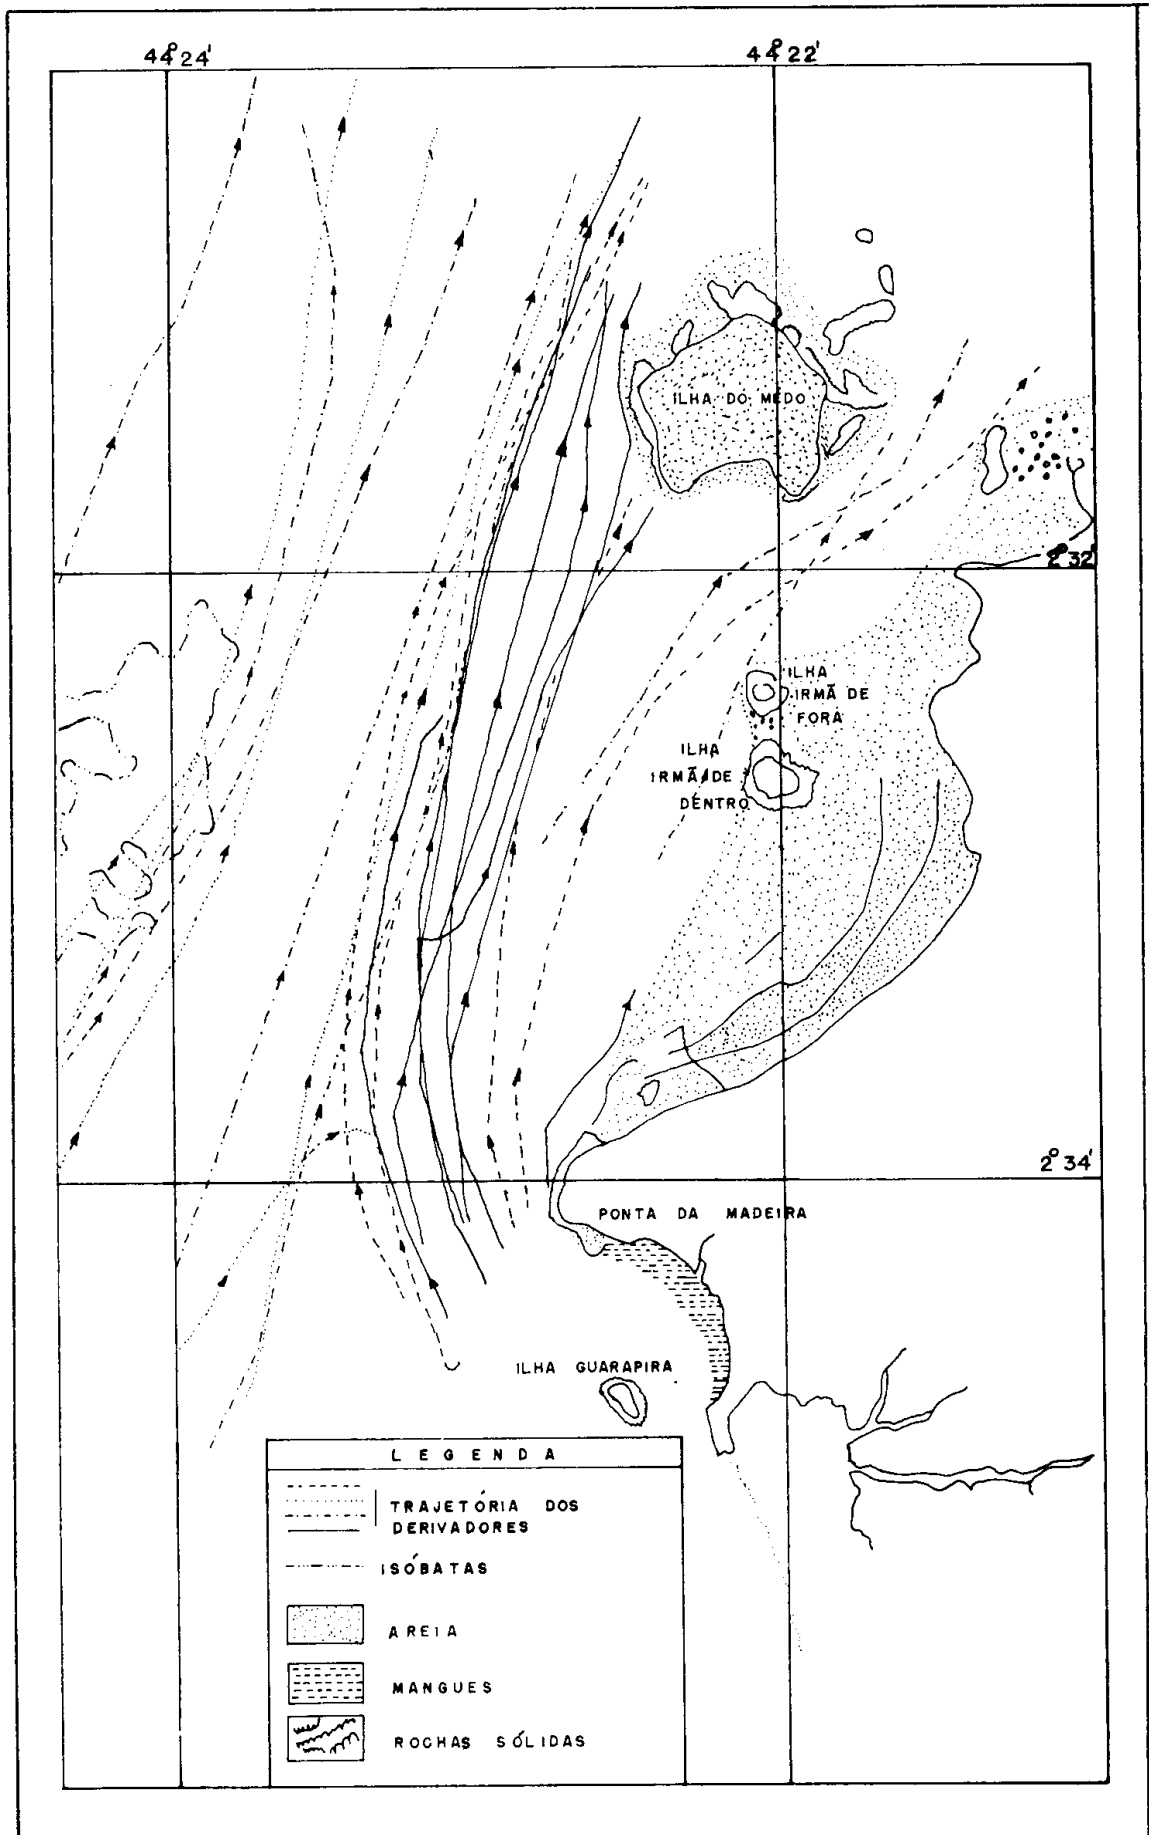 44° 24'
44° 22'
ILHA DO MEDO
2° 32'
ILHA
IRMÃ DE
FORA
ILHA
IRMÃ DE
DENTRO
2° 34'
PONTA DA MADEIRA
ILHA GUARAPIRA
LEGENDA
TRAJETÓRIA DOS
DERIVADORES
ISÓBATAS
AREIA
MANGUES
ROCHAS SÓLIDAS